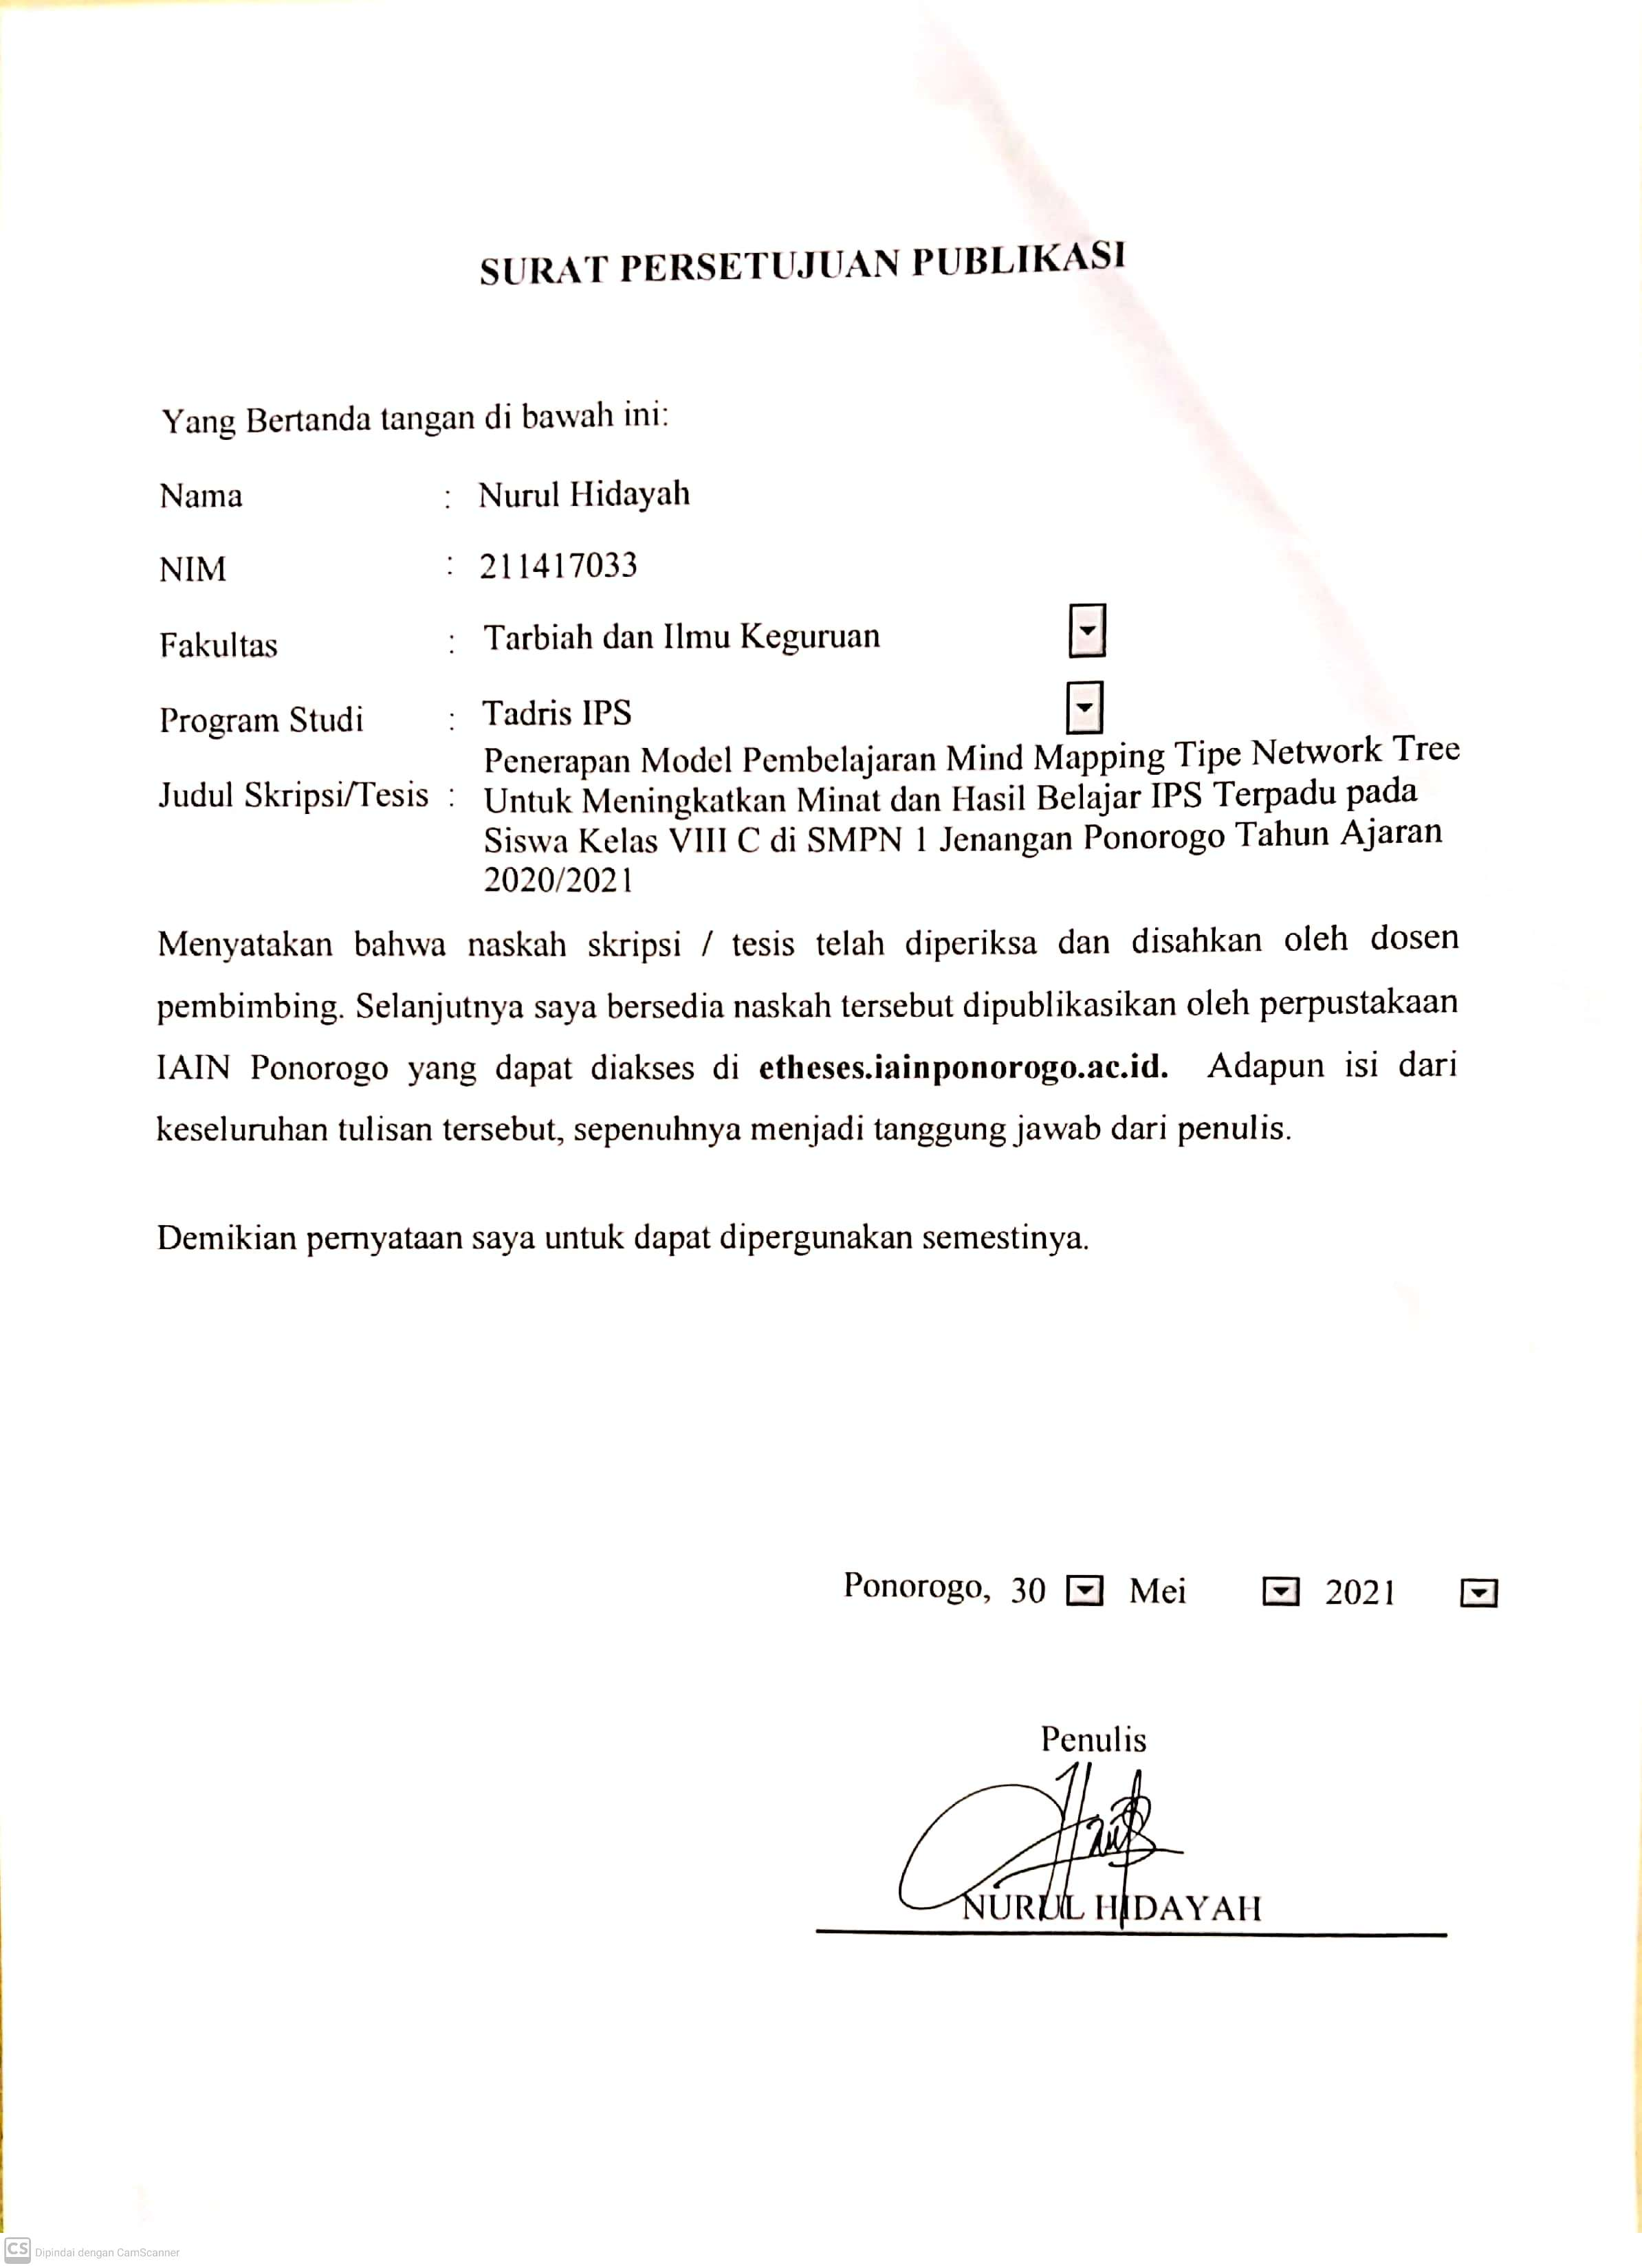 SURAT PERSETUJUAN PUBLIKASI
Yang Bertanda tangan di bawah ini:
Nama : Nurul Hidayah
NIM : 211417033
Fakultas : Tarbiah dan Ilmu Keguruan
Program Studi : Tadris IPS
Judul Skripsi/Tesis : Penerapan Model Pembelajaran Mind Mapping Tipe Network Tree
Untuk Meningkatkan Minat dan Hasil Belajar IPS Terpadu pada
Siswa Kelas VIII C di SMPN 1 Jenangan Ponorogo Tahun Ajaran
2020/2021
Menyatakan bahwa naskah skripsi / tesis telah diperiksa dan disahkan oleh dosen
pembimbing. Selanjutnya saya bersedia naskah tersebut dipublikasikan oleh perpustakaan
IAIN Ponorogo yang dapat diakses di etheses.iainponorogo.ac.id. Adapun isi dari
keseluruhan tulisan tersebut, sepenuhnya menjadi tanggung jawab dari penulis.
Demikian pernyataan saya untuk dapat dipergunakan semestinya.
Ponorogo, 30 Mei 2021
Penulis
NURUL HIDAYAH
CS Dipindai dengan CamScanner